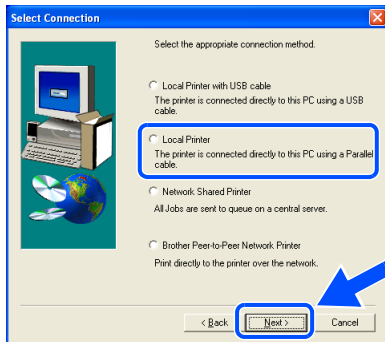 Select Connection
Select the appropriate connection method.
Local Printer with USB cable
The printer is connected directly to this PC using a USB
cable.
Local Printer
The printer is connected directly to this PC using a Parallel
cable.
Network Shared Printer
All Jobs are sent to queue on a central server.
Brother Peer-to-Peer Network Printer
Print directly to the printer over the network.
< Back Next > Cancel